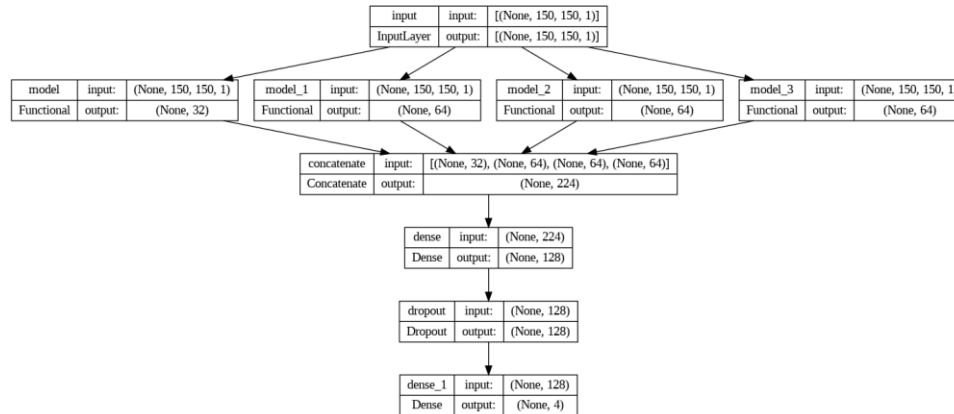 input input: [(None, 150, 150, 1)]
InputLayer output: [(None, 150, 150, 1)]
model input: (None, 150, 150, 1)
Functional output: (None, 32)
model_1 input: (None, 150, 150, 1)
Functional output: (None, 64)
model_2 input: (None, 150, 150, 1)
Functional output: (None, 64)
model_3 input: (None, 150, 150, 1)
Functional output: (None, 64)
concatenate input: [(None, 32), (None, 64), (None, 64), (None, 64)]
Concatenate output: (None, 224)
dense input: (None, 224)
Dense output: (None, 128)
dropout input: (None, 128)
Dropout output: (None, 128)
dense_1 input: (None, 128)
Dense output: (None, 4)